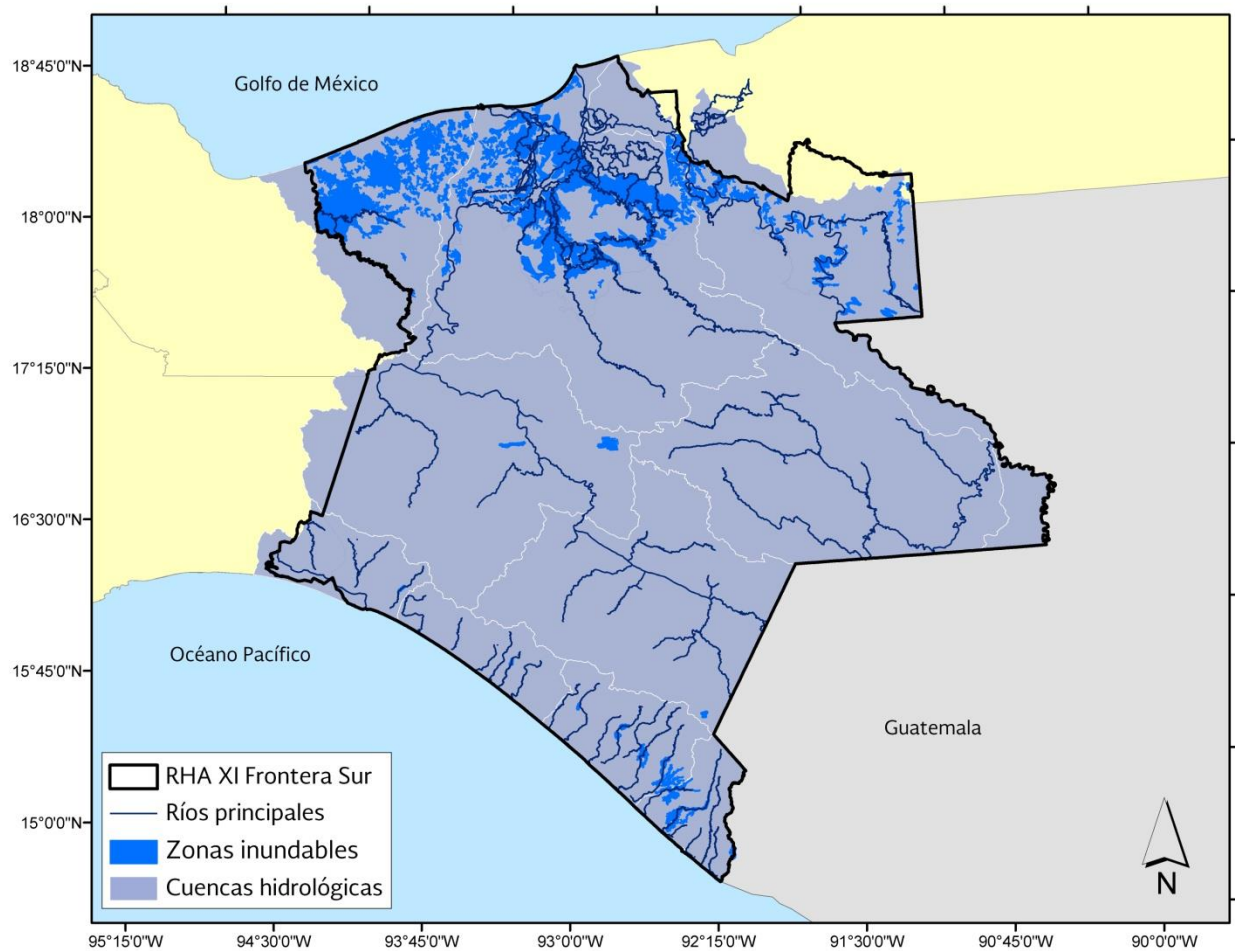 18°45'0"N
Golfo de México
18°0'0"N
17°15'0"N
16°30'0"N
15°45'0"N
Océano Pacífico
Guatemala
RHA XI Frontera Sur
Ríos principales
Zonas inundables
Cuencas hidrológicas
15°0'0"N
N
95°15'0"W
94°30'0"W
93°45'0"W
93°0'0"W
92°15'0"W
91°30'0"W
90°45'0"W
90°0'0"W